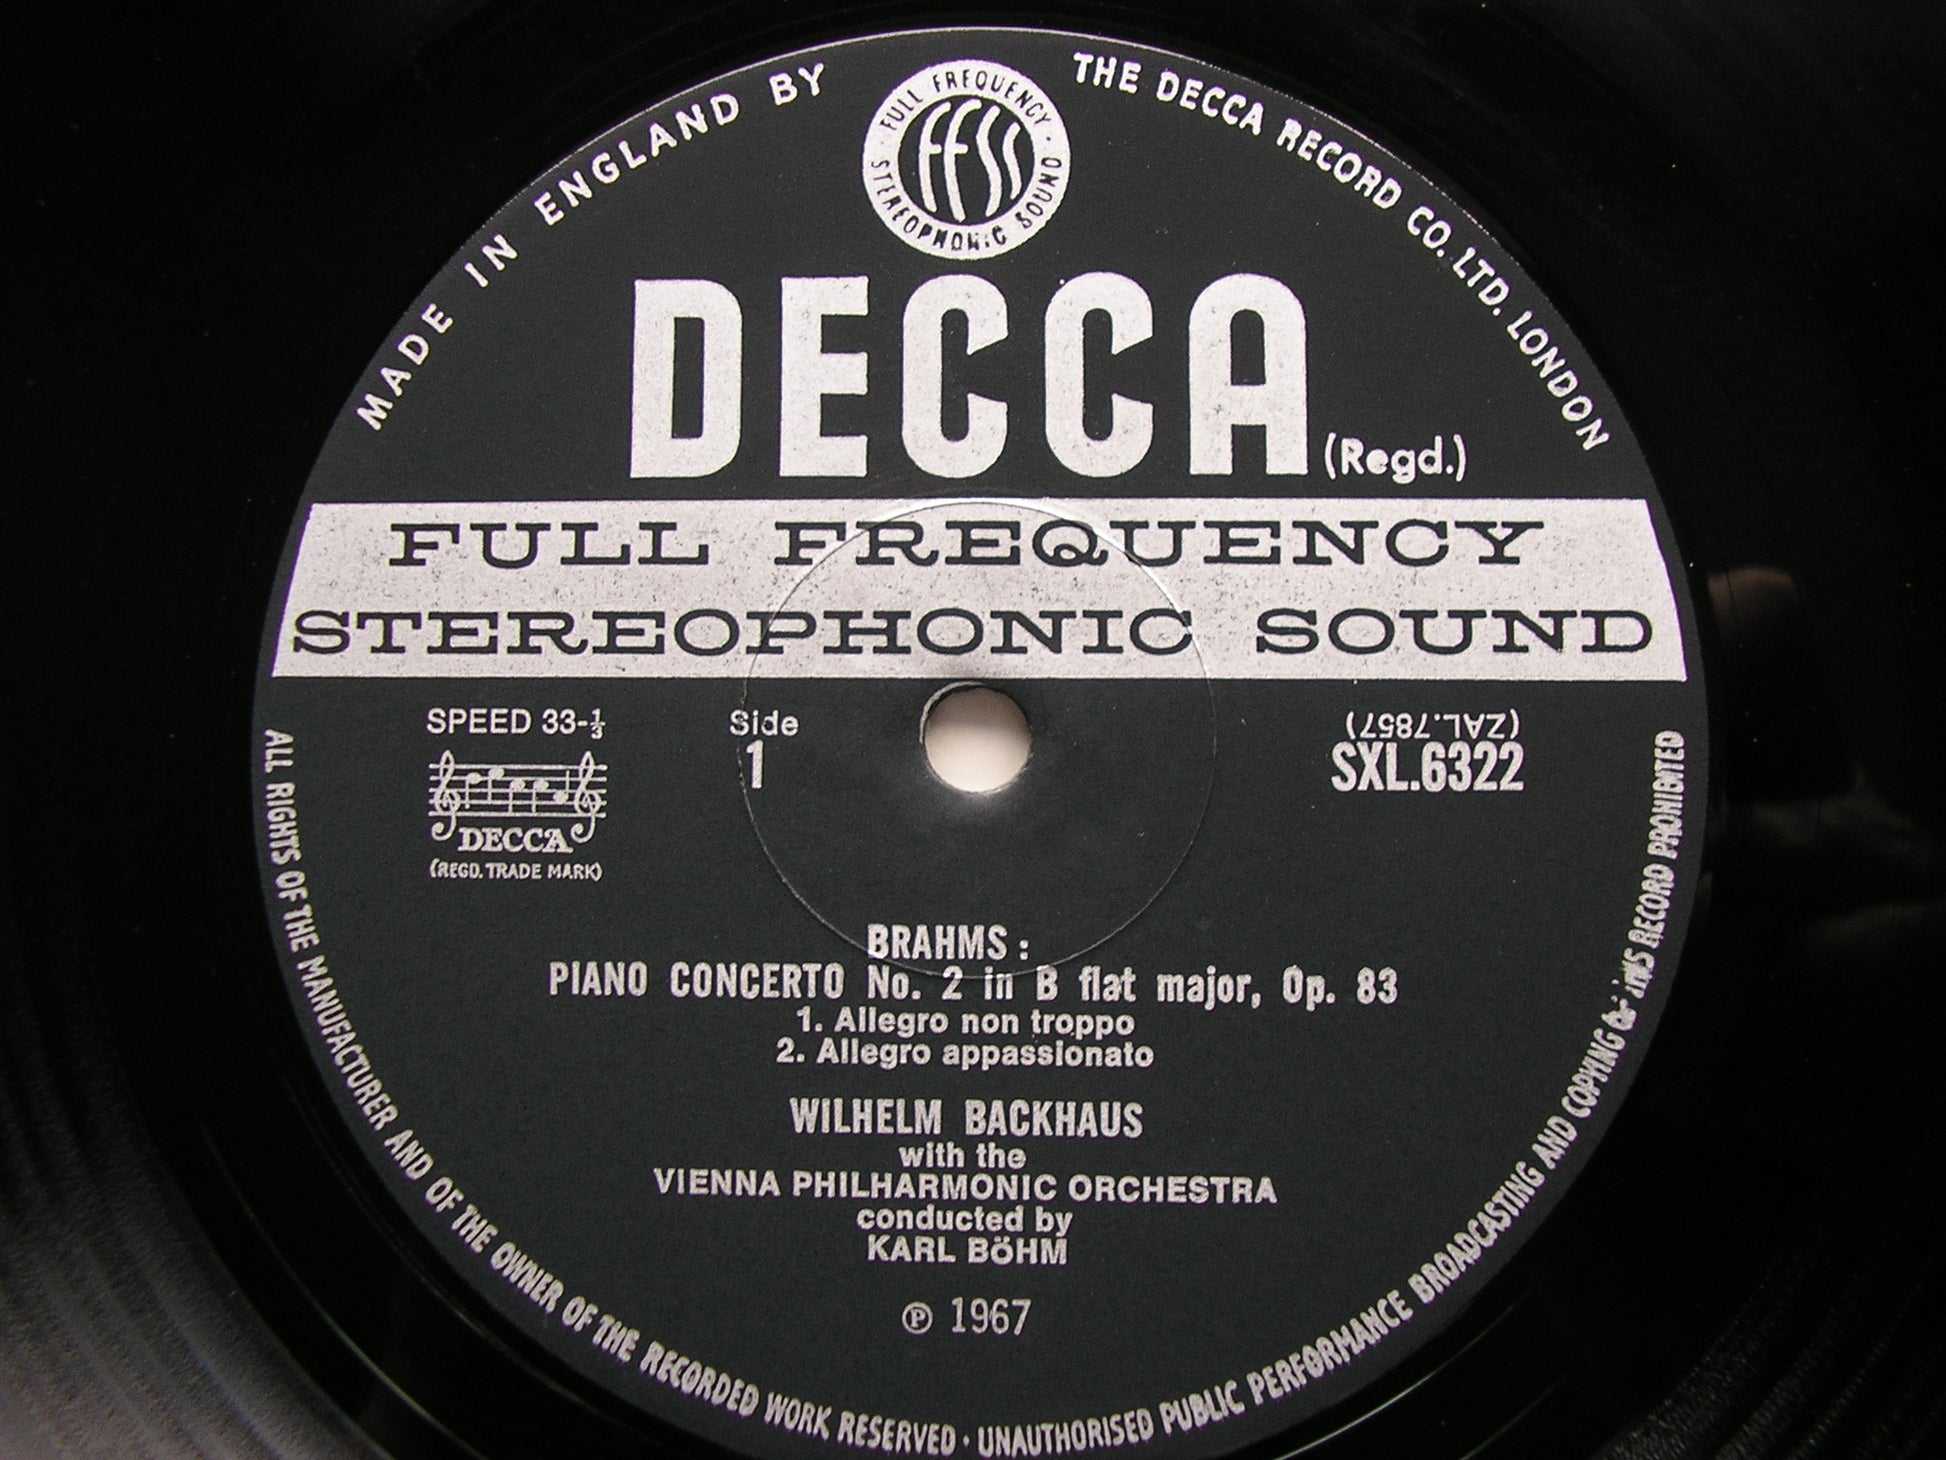 MADE IN ENGLAND BY
THE DECCA RECORD CO. LTD. LONDON
FULL FREQUENCY
FFSS
STEREOPHONIC SOUND
DECCA (Regd.)
FULL FREQUENCY
STEREOPHONIC SOUND
SPEED 33-⅓
DECCA
(REGD. TRADE MARK)
Side
1
(ZAL.7857)
SXL.6322
BRAHMS:
PIANO CONCERTO No. 2 in B flat major, Op. 83
1. Allegro non troppo
2. Allegro appassionato
WILHELM BACKHAUS
with the
VIENNA PHILHARMONIC ORCHESTRA
conducted by
KARL BÖHM
℗ 1967
ALL RIGHTS OF THE MANUFACTURER AND OF THE OWNER OF THE RECORDED WORK RESERVED · UNAUTHORISED PUBLIC PERFORMANCE BROADCASTING AND COPYING OF THIS RECORD PROHIBITED